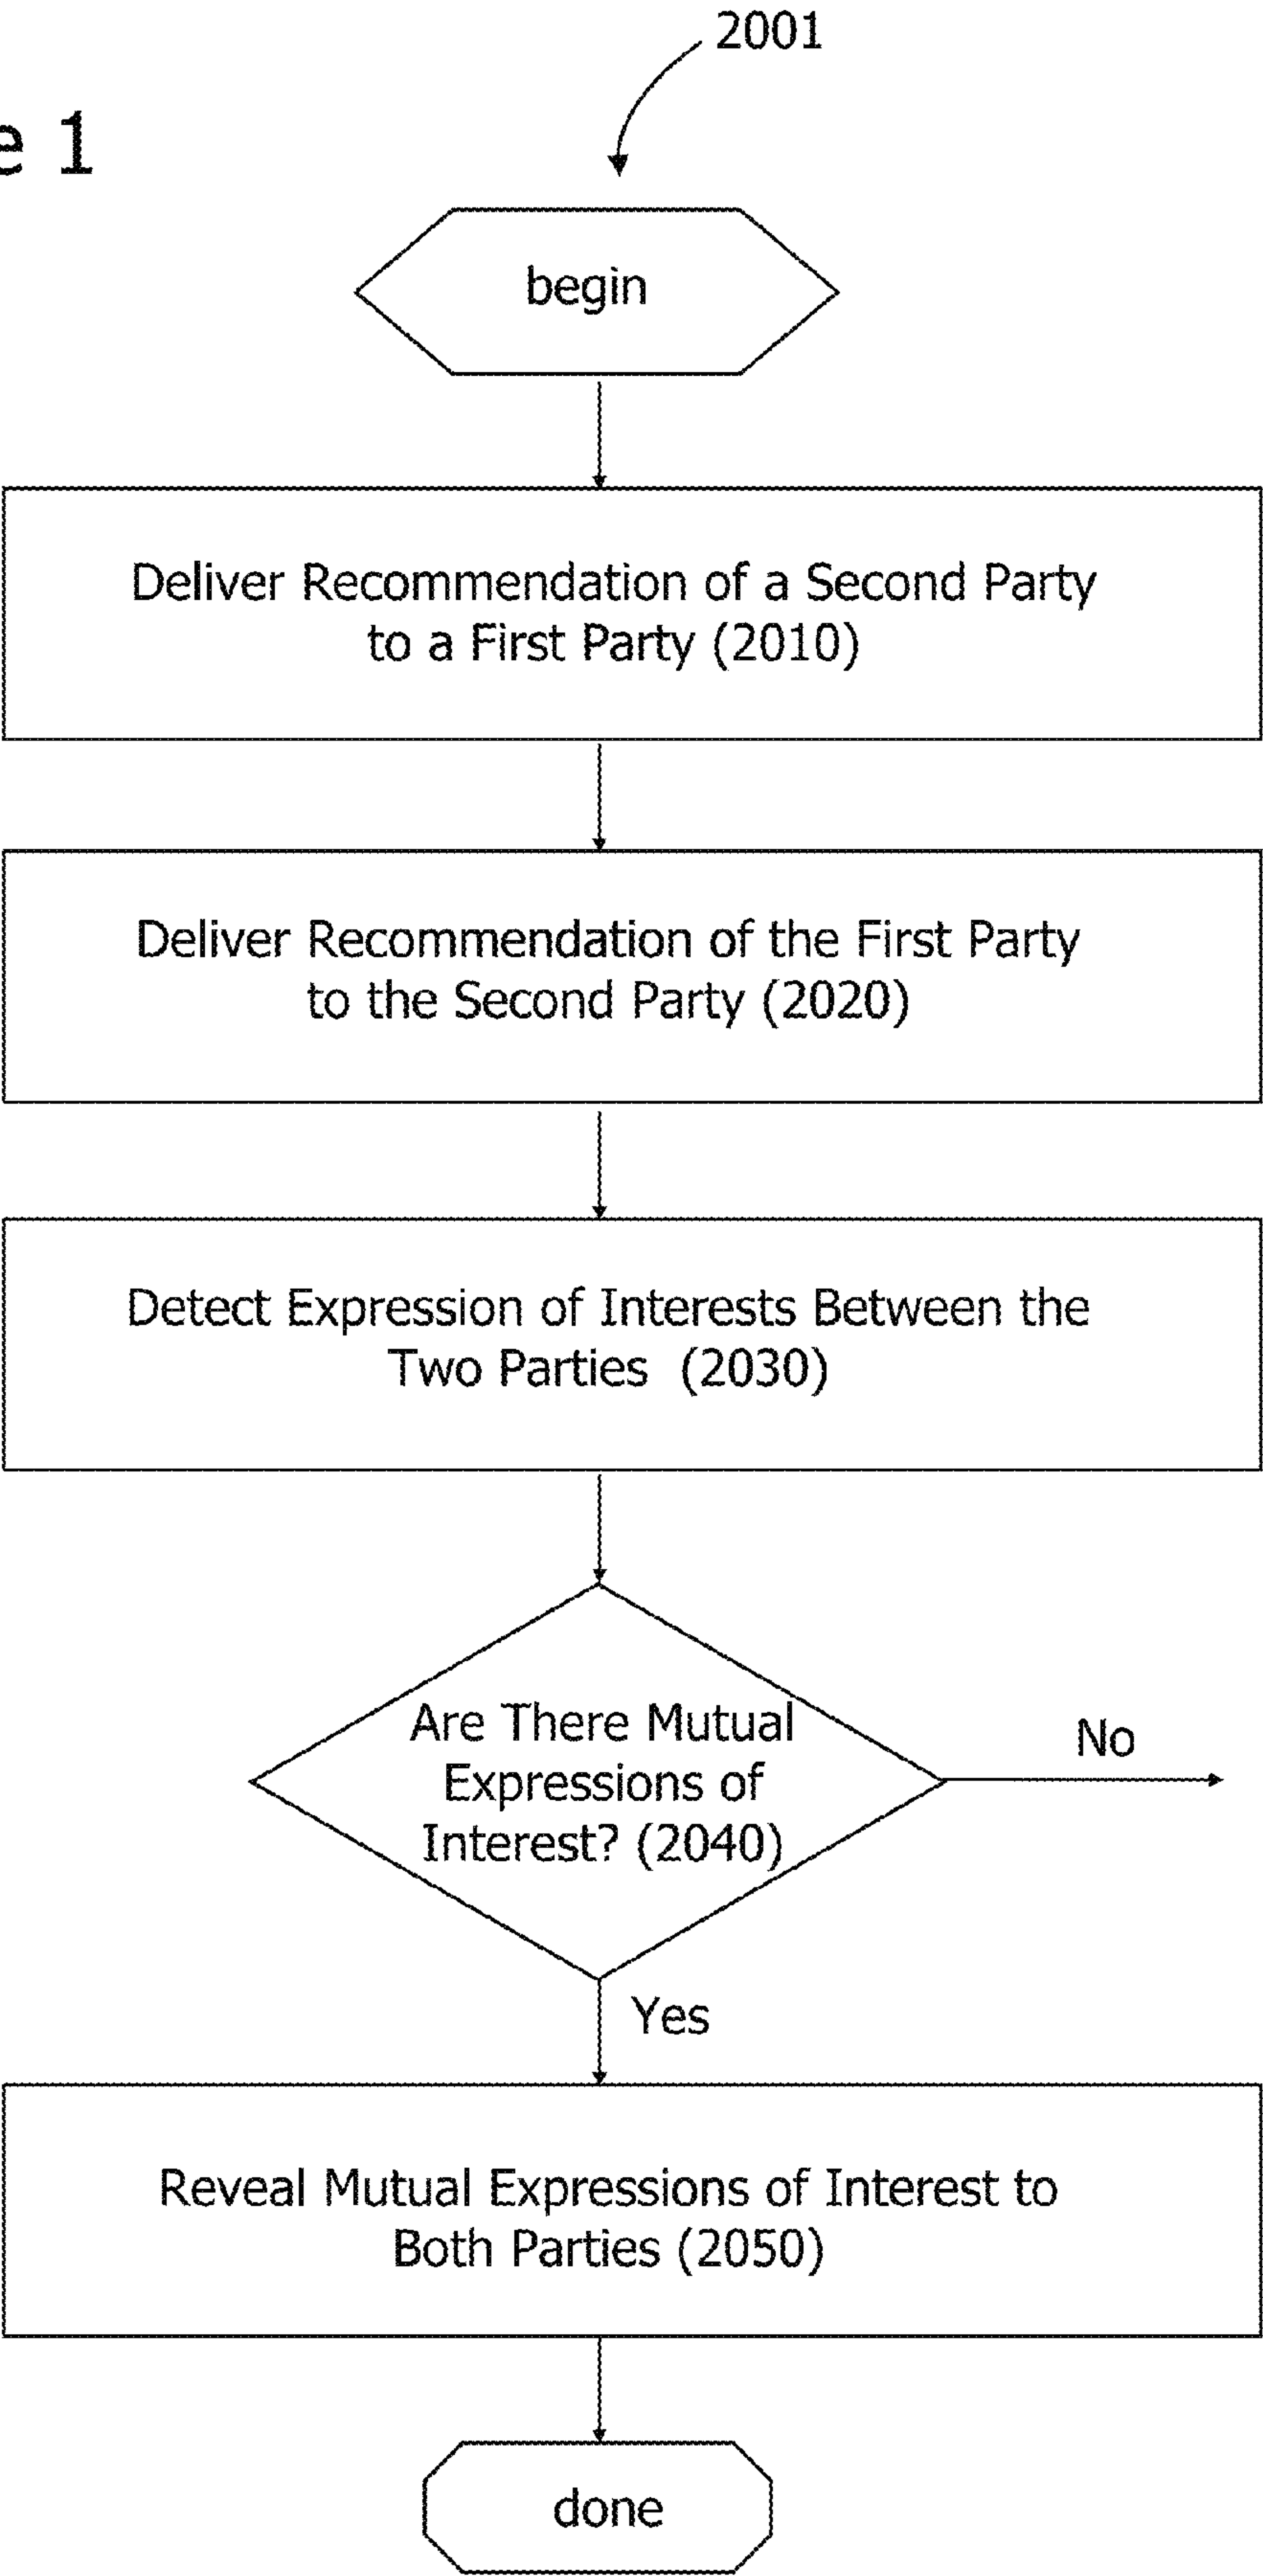 2001
e 1
begin
Deliver Recommendation of a Second Party
to a First Party (2010)
Deliver Recommendation of the First Party
to the Second Party (2020)
Detect Expression of Interests Between the
Two Parties (2030)
Are There Mutual
Expressions of
Interest? (2040)
No
Yes
Reveal Mutual Expressions of Interest to
Both Parties (2050)
done